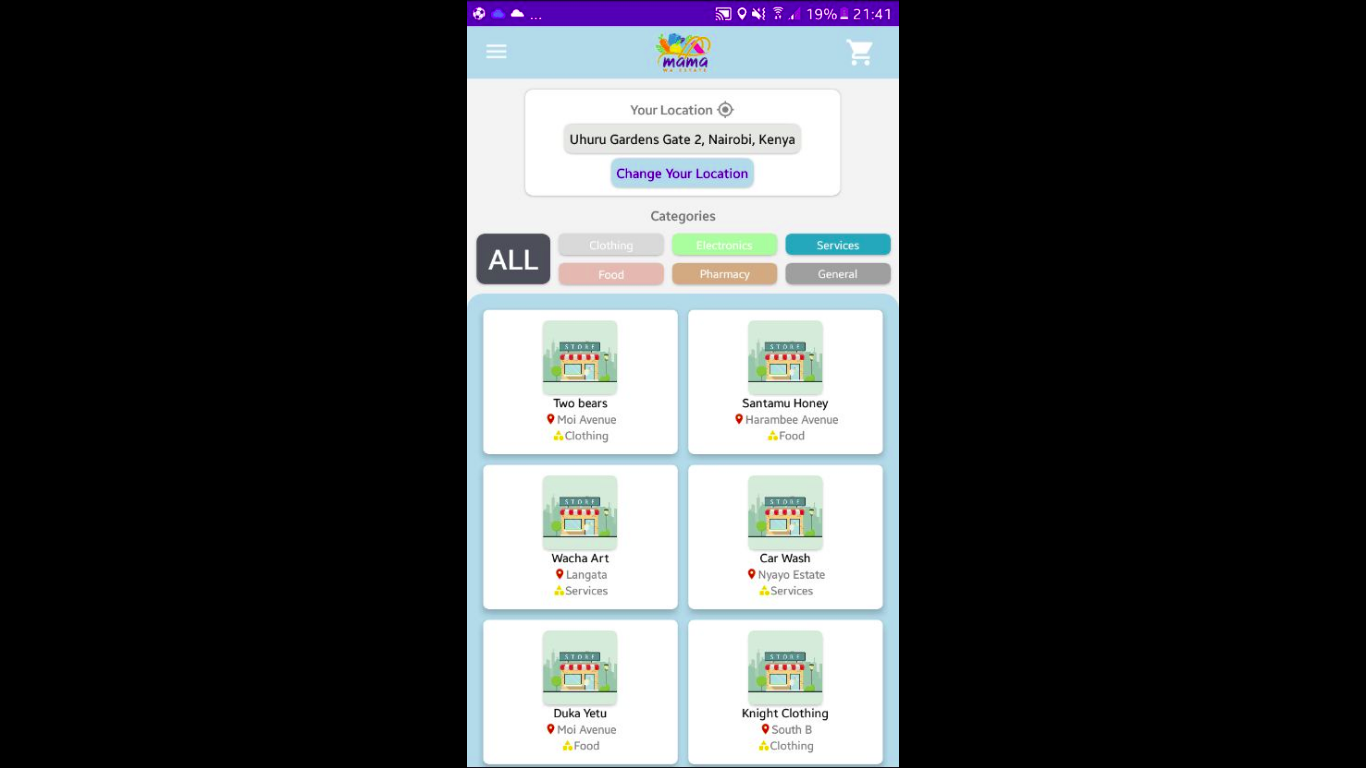 ... 19% 21:41
mama
WA ESTATE
Your Location
Uhuru Gardens Gate 2, Nairobi, Kenya
Change Your Location
Categories
ALL
Clothing Electronics Services
Food Pharmacy General
STORE STORE
Two bears Santamu Honey
Moi Avenue Harambee Avenue
Clothing Food
STORE STORE
Wacha Art Car Wash
Langata Nyayo Estate
Services Services
STORE STORE
Duka Yetu Knight Clothing
Moi Avenue South B
Food Clothing